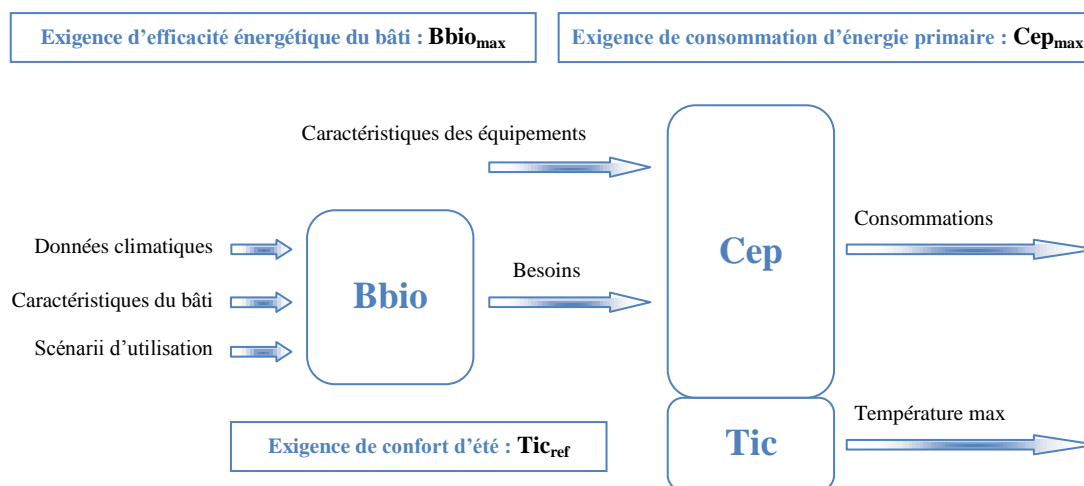 Exigence d’efficacité énergétique du bâti : Bbiomax
Exigence de consommation d’énergie primaire : Cepmax
Caractéristiques des équipements
Données climatiques
Caractéristiques du bâti
Scénarii d’utilisation
Bbio
Besoins
Cep
Consommations
Exigence de confort d’été : Ticref
Tic
Température max